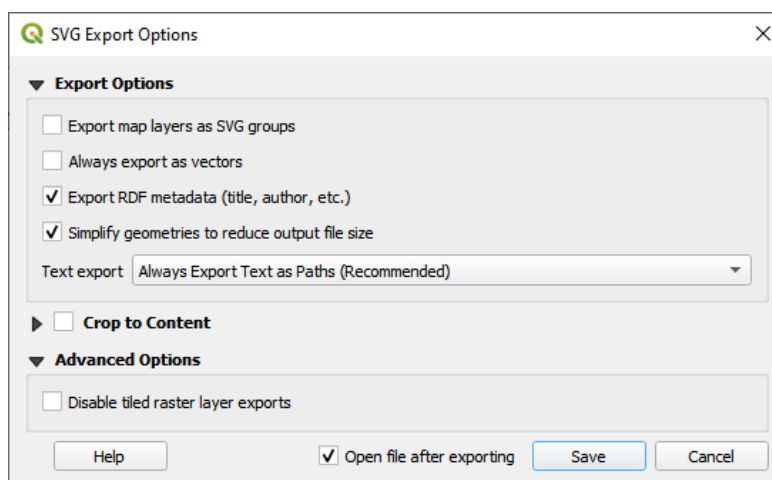 SVG Export Options
Export Options
Export map layers as SVG groups
Always export as vectors
Export RDF metadata (title, author, etc.)
Simplify geometries to reduce output file size
Text export Always Export Text as Paths (Recommended)
Crop to Content
Advanced Options
Disable tiled raster layer exports
Help Open file after exporting Save Cancel